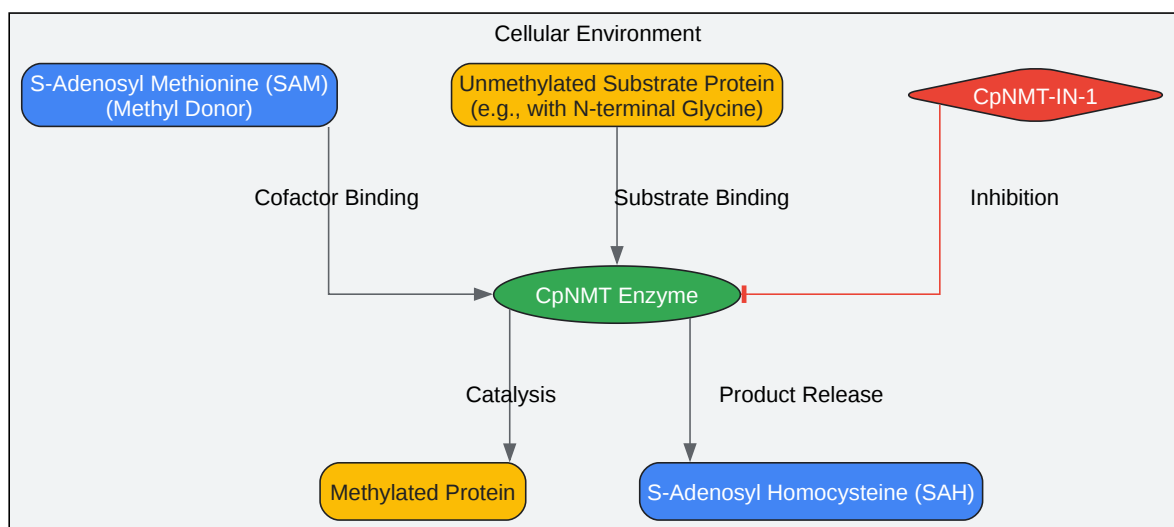 Cellular Environment
S-Adenosyl Methionine (SAM)
(Methyl Donor)
Unmethylated Substrate Protein
(e.g., with N-terminal Glycine)
CpNMT-IN-1
Cofactor Binding
Substrate Binding
Inhibition
CpNMT Enzyme
Catalysis
Product Release
Methylated Protein
S-Adenosyl Homocysteine (SAH)